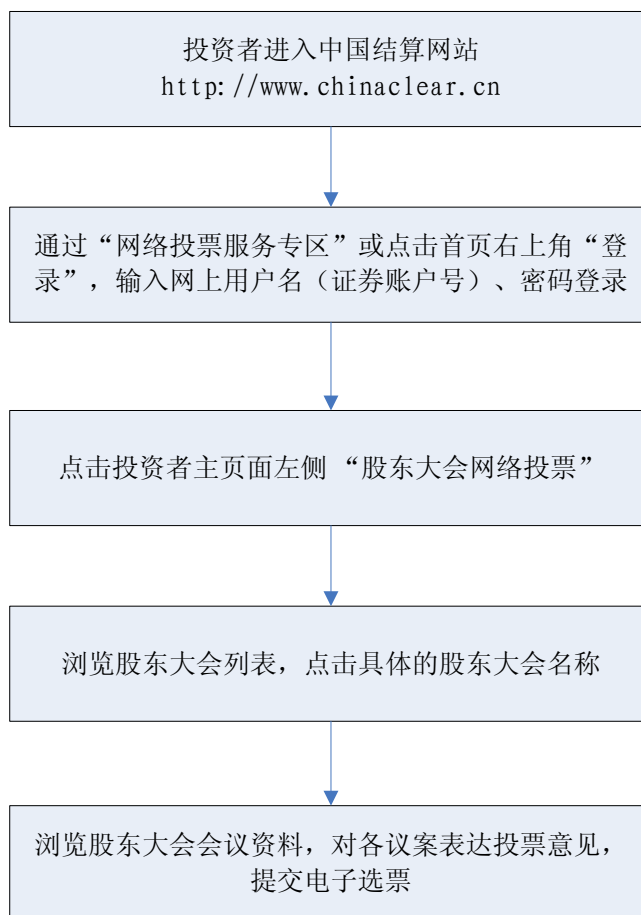 投资者进入中国结算网站
http://www.chinaclear.cn
通过“网络投票服务专区”或点击首页右上角“登
录”，输入网上用户名（证券账户号）、密码登录
点击投资者主页面左侧 “股东大会网络投票”
浏览股东大会列表，点击具体的股东大会名称
浏览股东大会会议资料，对各议案表达投票意见，
提交电子选票